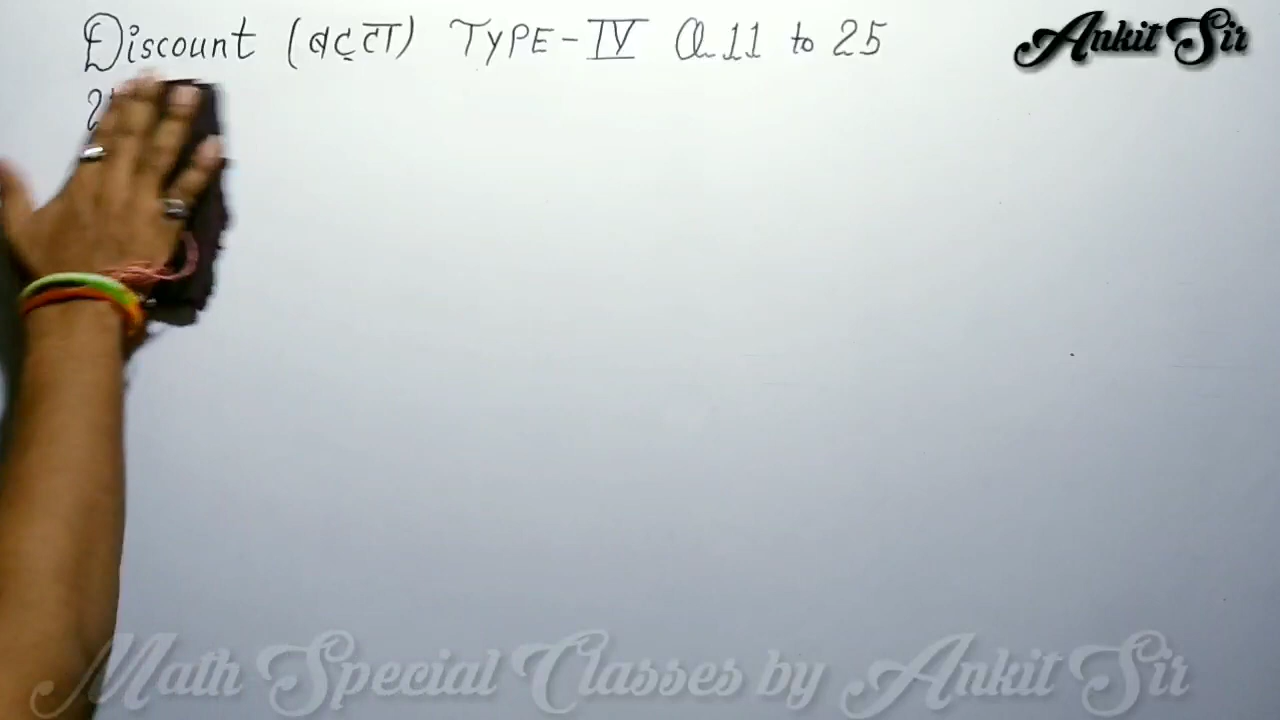 Discount (बट्टा) TYPE-IV Q.11 to 25
Ankit Sir
Math Special Classes by Ankit Sir